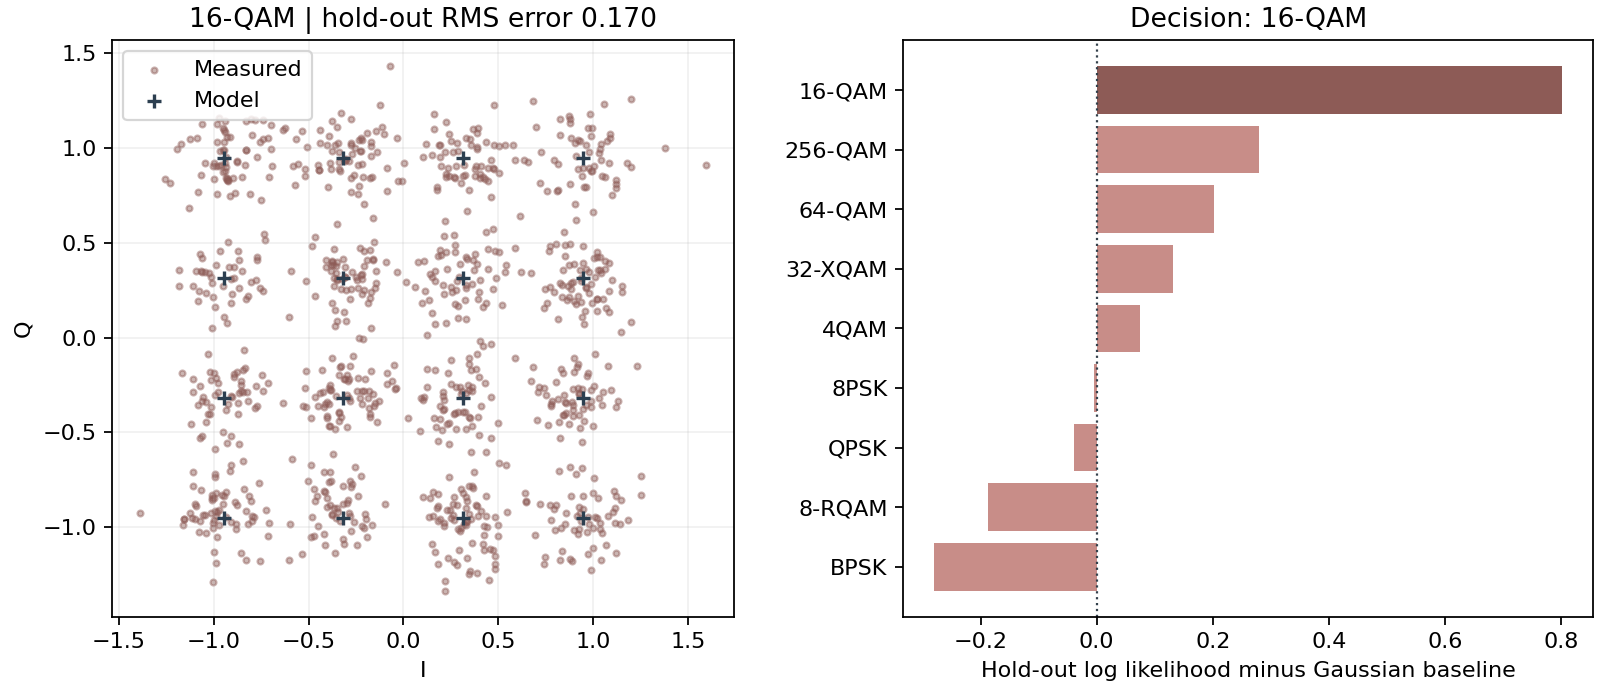 16-QAM | hold-out RMS error 0.170
Measured
Model
1.5
1.0
0.5
0.0
−0.5
−1.0
Q
−1.5
−1.0
−0.5
0.0
0.5
1.0
1.5
I
Decision: 16-QAM
16-QAM
256-QAM
64-QAM
32-XQAM
4QAM
8PSK
QPSK
8-RQAM
BPSK
−0.2
0.0
0.2
0.4
0.6
0.8
Hold-out log likelihood minus Gaussian baseline